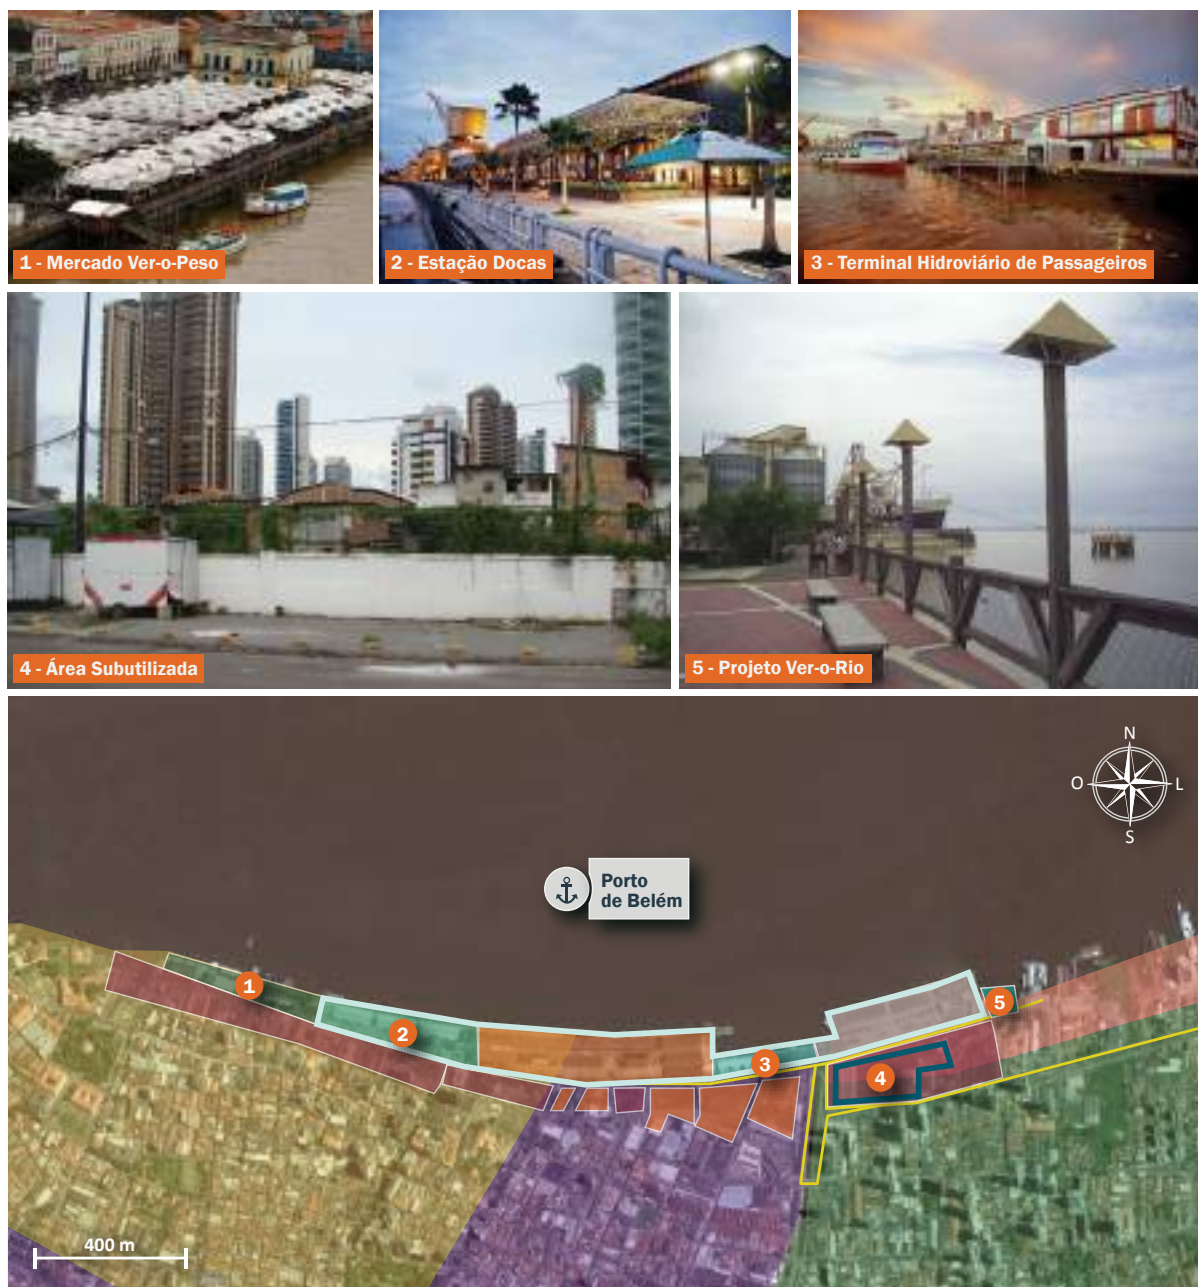 1 - Mercado Ver-o-Peso
2 - Estação Docas
3 - Terminal Hidroviário de Passageiros
4 - Área Subutilizada
5 - Projeto Ver-o-Rio
N
O
L
S
Porto
de Belém
1
2
3
4
5
400 m